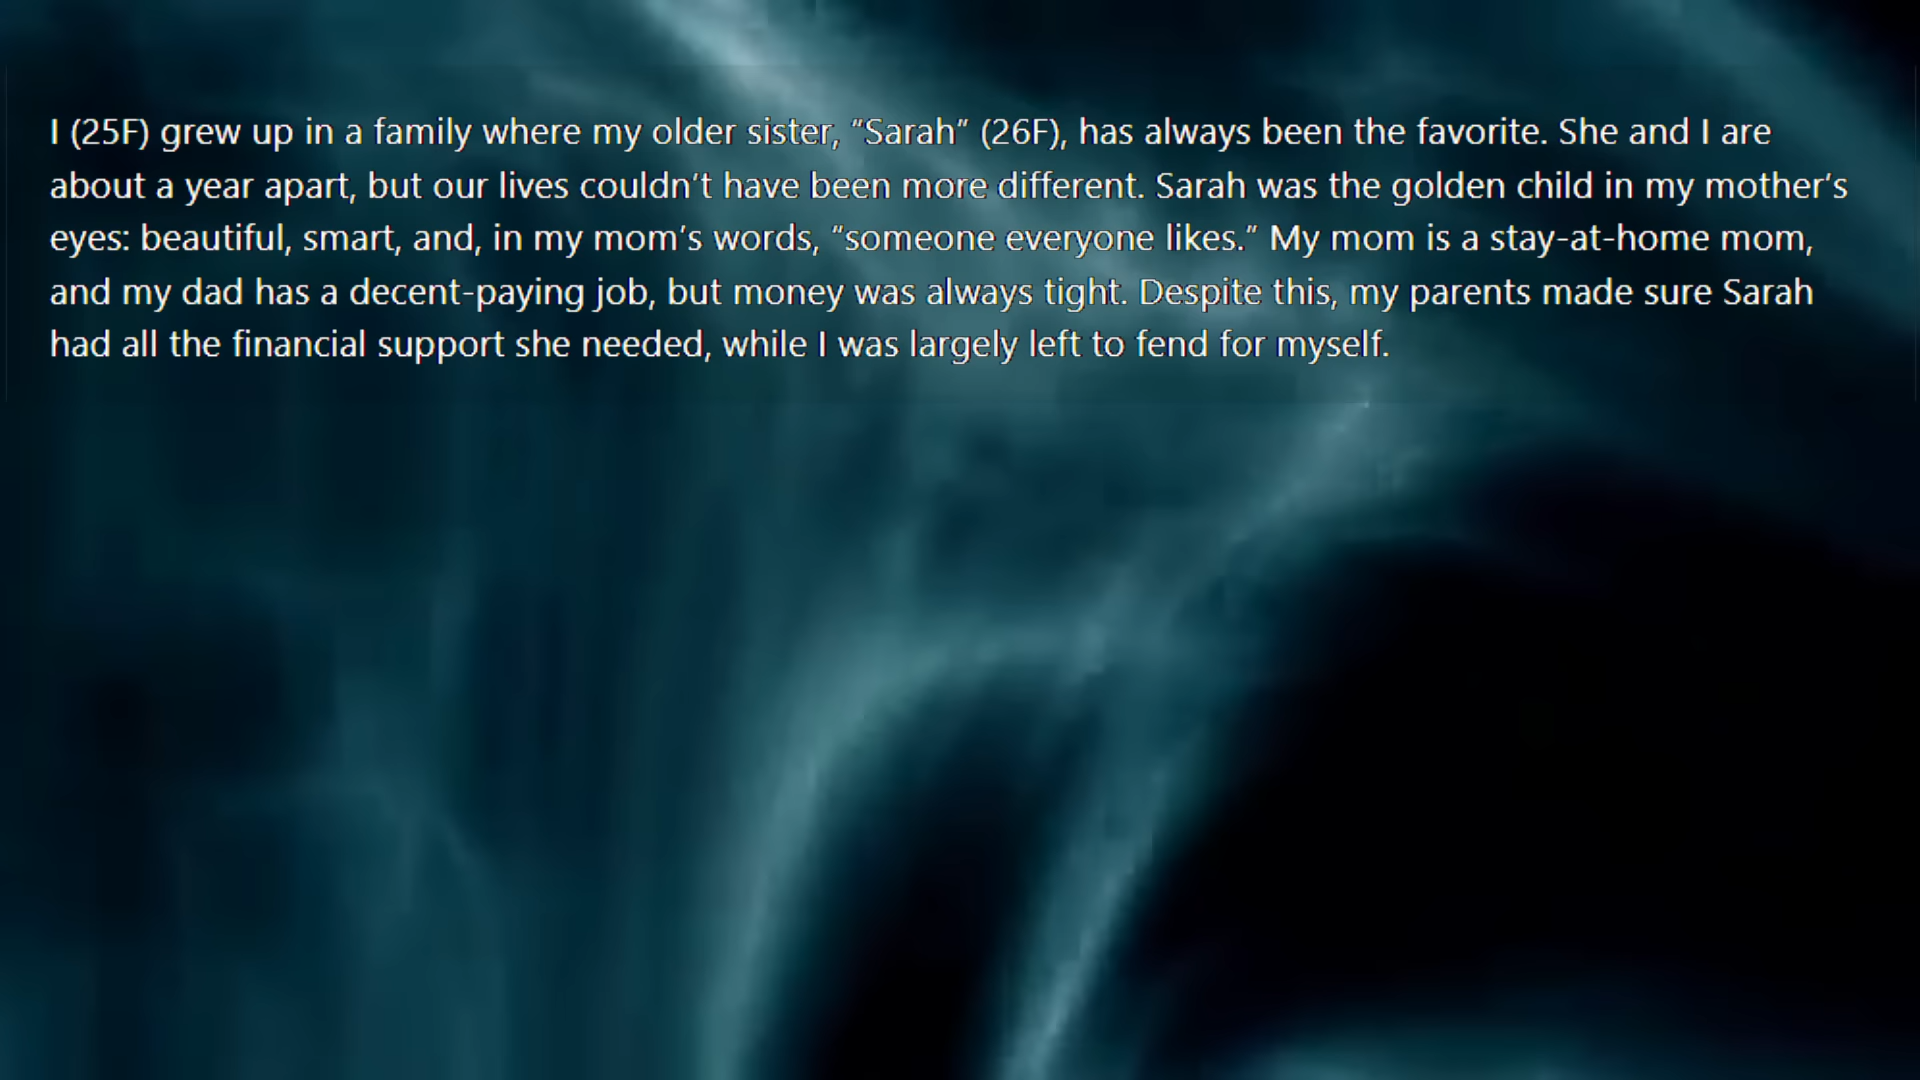 I (25F) grew up in a family where my older sister, “Sarah” (26F), has always been the favorite. She and I are
about a year apart, but our lives couldn’t have been more different. Sarah was the golden child in my mother’s
eyes: beautiful, smart, and, in my mom’s words, “someone everyone likes.” My mom is a stay-at-home mom,
and my dad has a decent-paying job, but money was always tight. Despite this, my parents made sure Sarah
had all the financial support she needed, while I was largely left to fend for myself.